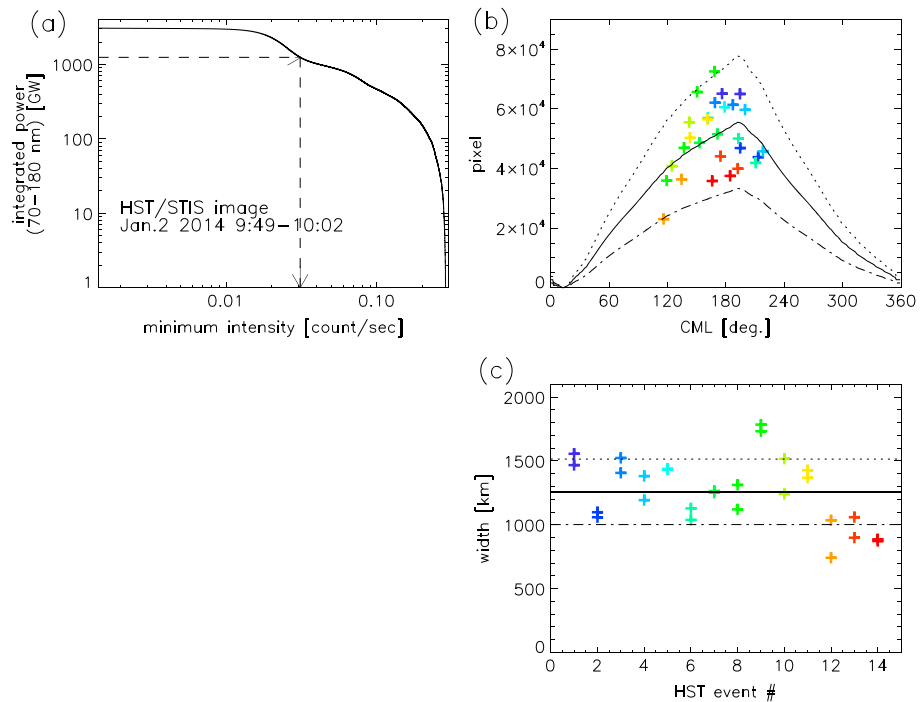 (a)
integrated power
(70−180 nm) [GW]
1000
100
10
1
HST/STIS image
Jan.2 2014 9:49−10:02
0.01
0.10
minimum intensity [count/sec]
(b)
pixel
8×10⁴
6×10⁴
4×10⁴
2×10⁴
0
0
60
120
180
240
300
360
CML [deg.]
(c)
width [km]
2000
1500
1000
500
0
0
2
4
6
8
10
12
14
HST event #